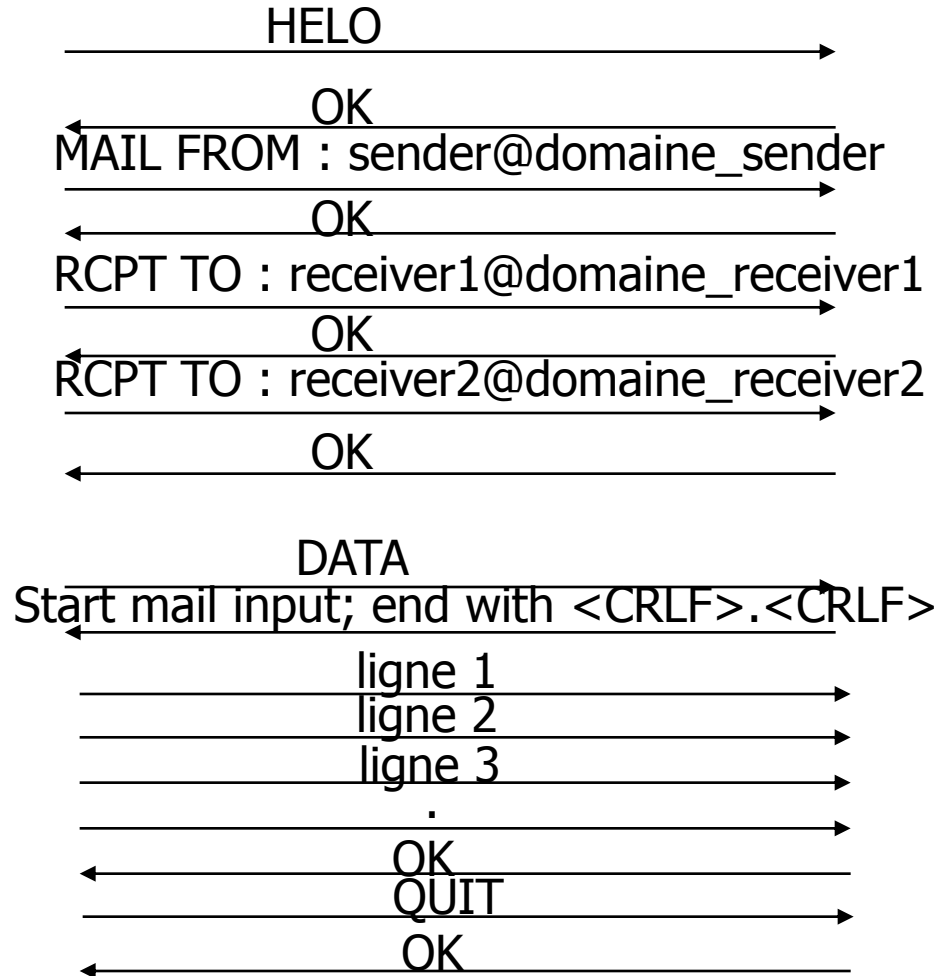 HELO
OK
MAIL FROM : sender@domaine_sender
OK
RCPT TO : receiver1@domaine_receiver1
OK
RCPT TO : receiver2@domaine_receiver2
OK
DATA
Start mail input; end with <CRLF>.<CRLF>
ligne 1
ligne 2
ligne 3
.
OK
QUIT
OK